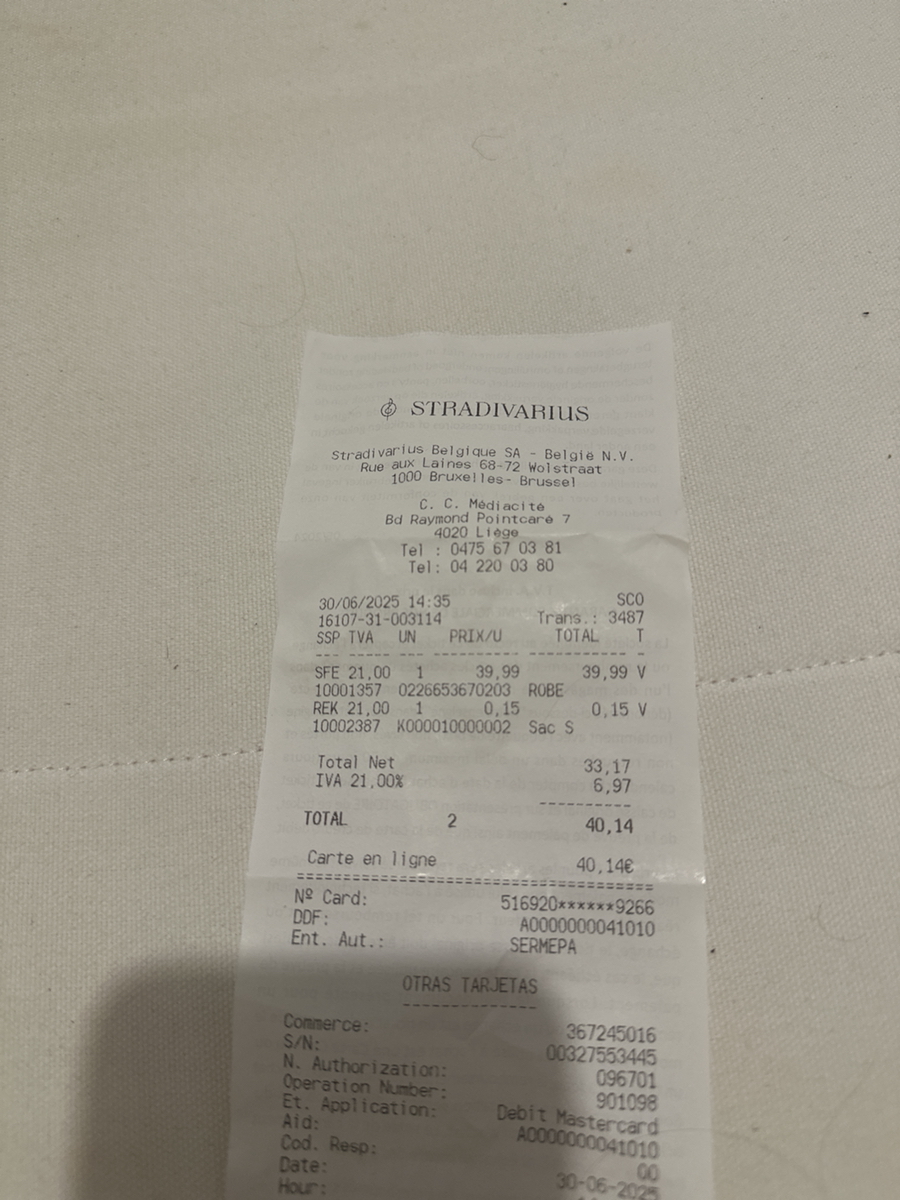 STRADIVARIUS
Stradivarius Belgique SA - België N.V.
Rue aux Laines 68-72 Wolstraat
1000 Bruxelles- Brussel
C. C. Médiacité
Bd Raymond Pointcaré 7
4020 Liège
Tel : 0475 67 03 81
Tel: 04 220 03 80
30/06/2025 14:35 SCO
16107-31-003114 Trans.: 3487
SSP TVA UN PRIX/U TOTAL T
--- ----- --- ---------- ----------- -
SFE 21,00 1 39,99 39,99 V
10001357 0226653670203 ROBE
REK 21,00 1 0,15 0,15 V
10002387 K000010000002 Sac S
Total Net 33,17
IVA 21,00% 6,97
----------
TOTAL 2 40,14
Carte en ligne 40,14€
========================================
Nº Card: 516920******9266
DDF: A0000000041010
Ent. Aut.: SERMEPA
OTRAS TARJETAS
---------------
Commerce: 367245016
S/N: 00327553445
N. Authorization: 096701
Operation Number: 901098
Et. Application: Debit Mastercard
Aid: A0000000041010
Cod. Resp: 00
Date: 30-06-2025
Hour: